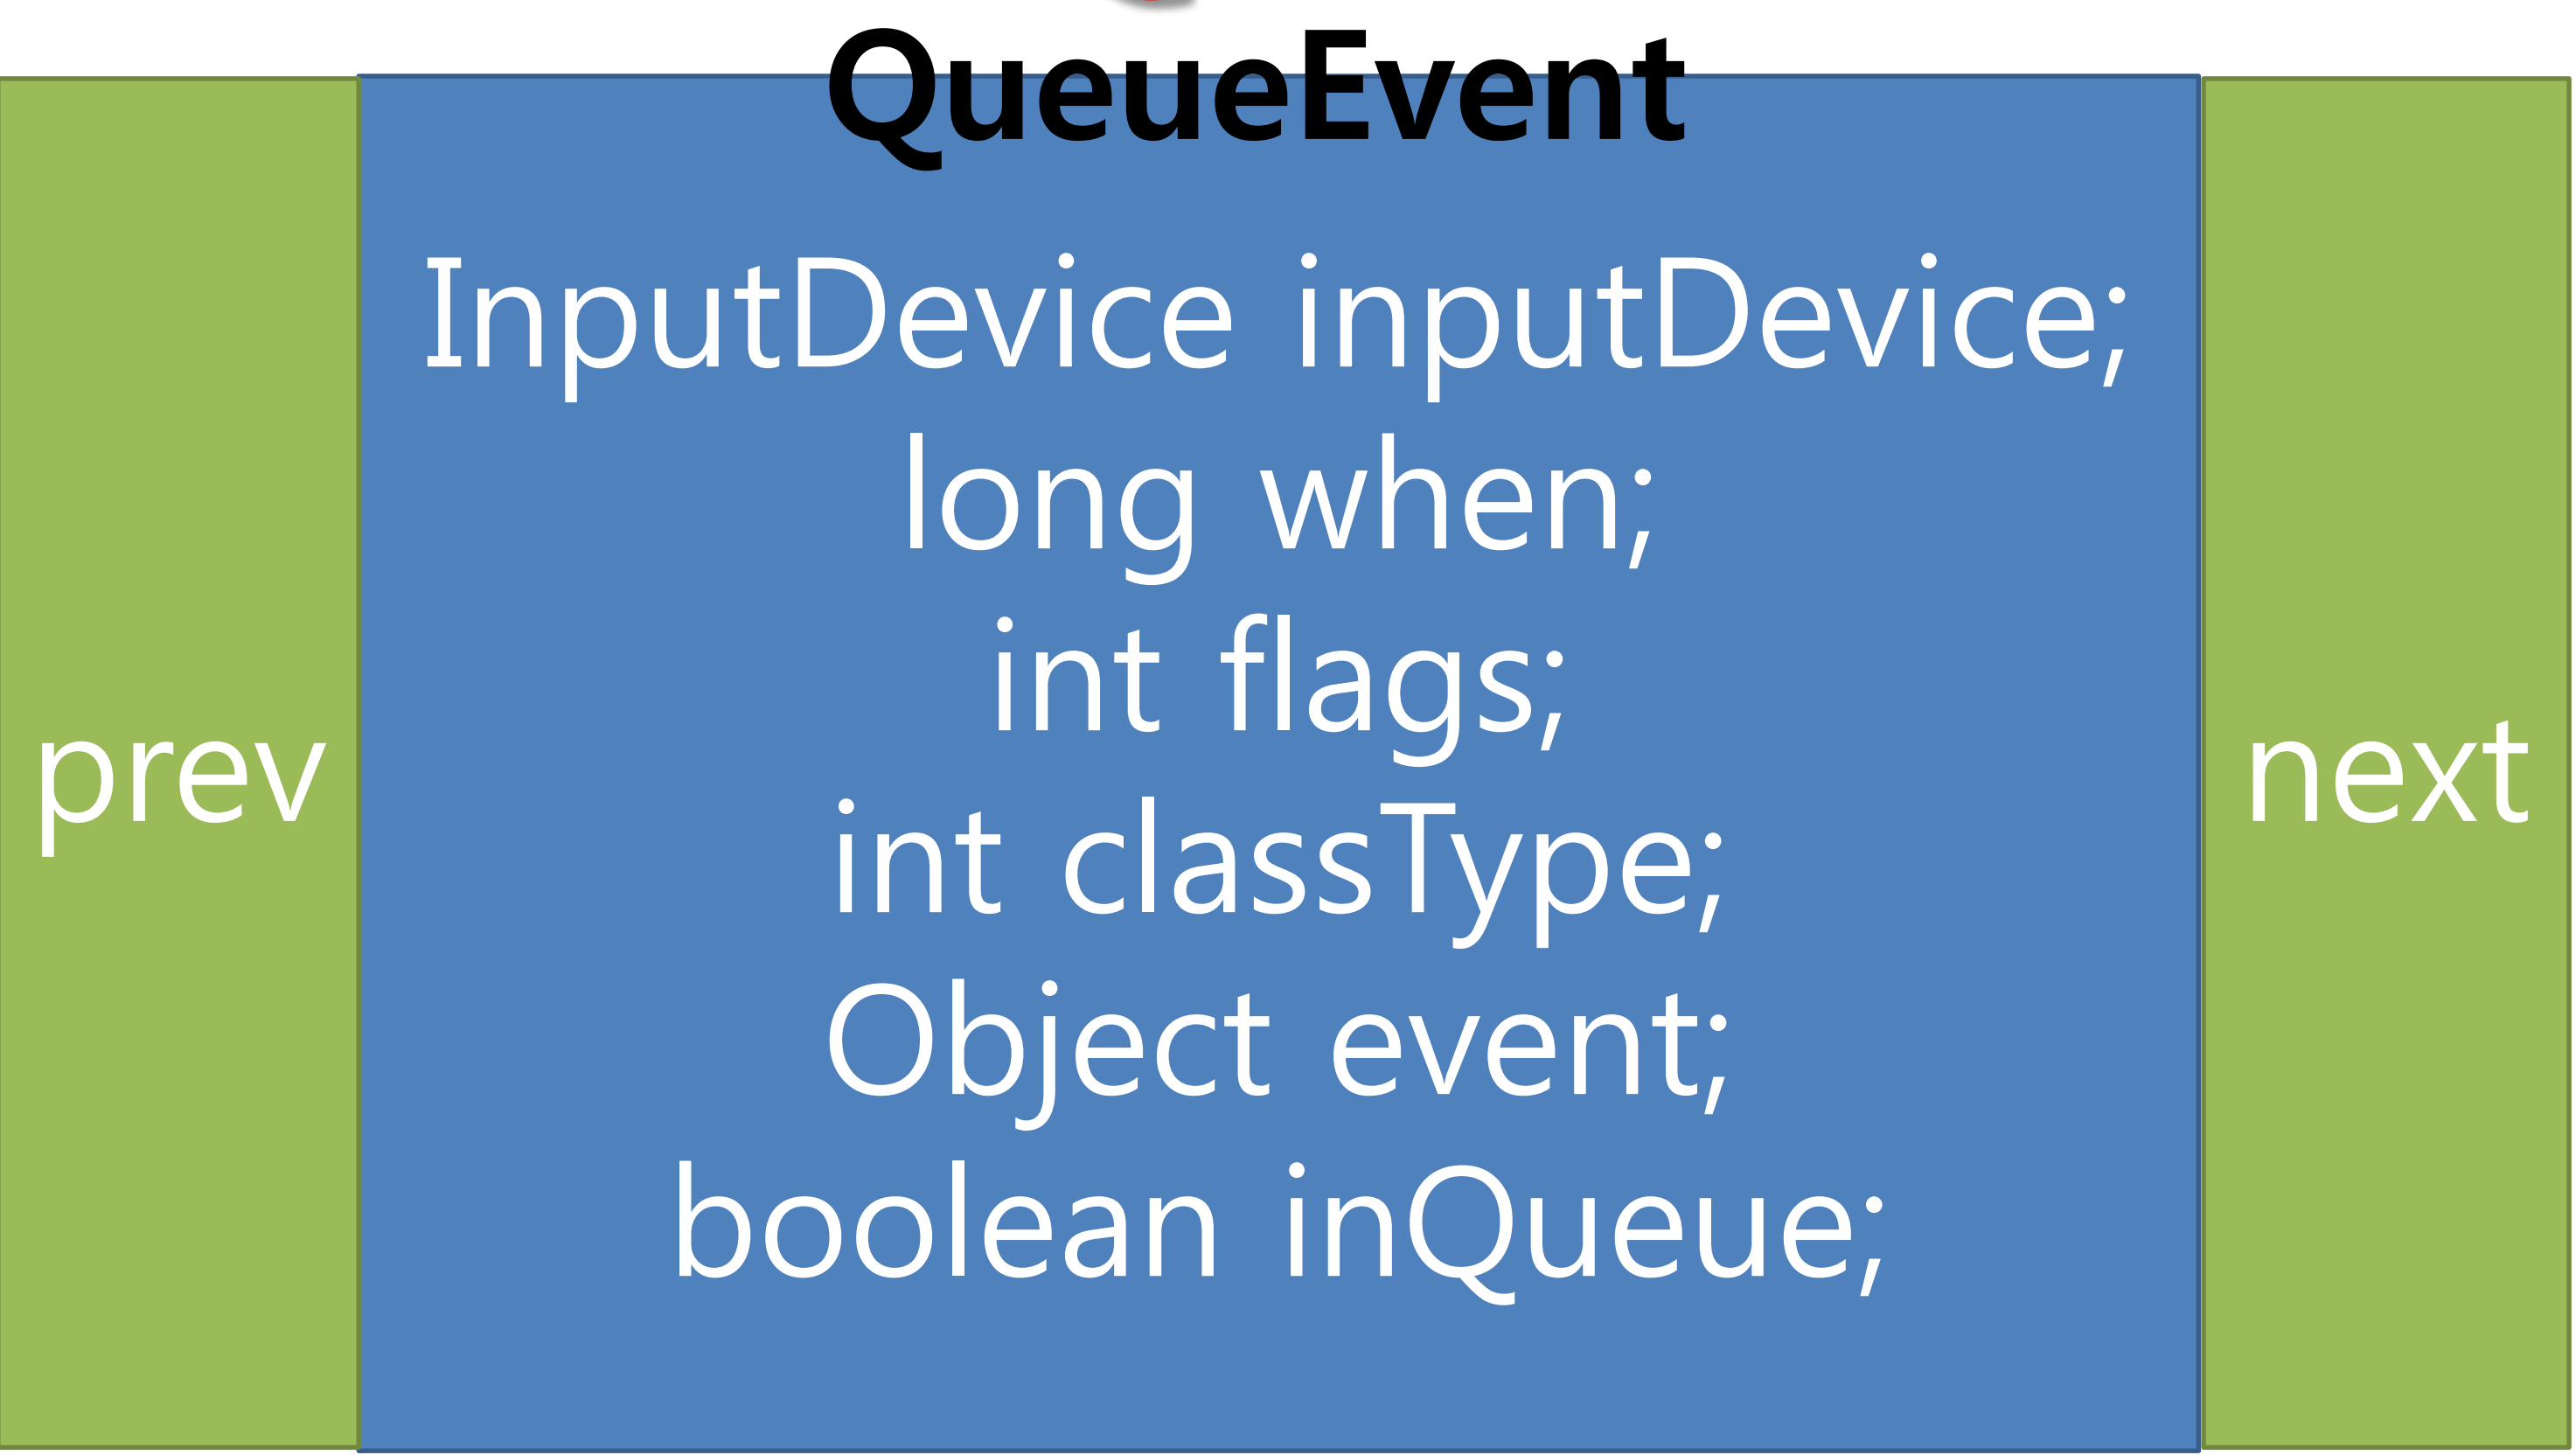 QueueEvent
InputDevice inputDevice;
long when;
int flags;
int classType;
Object event;
boolean inQueue;
prev
next